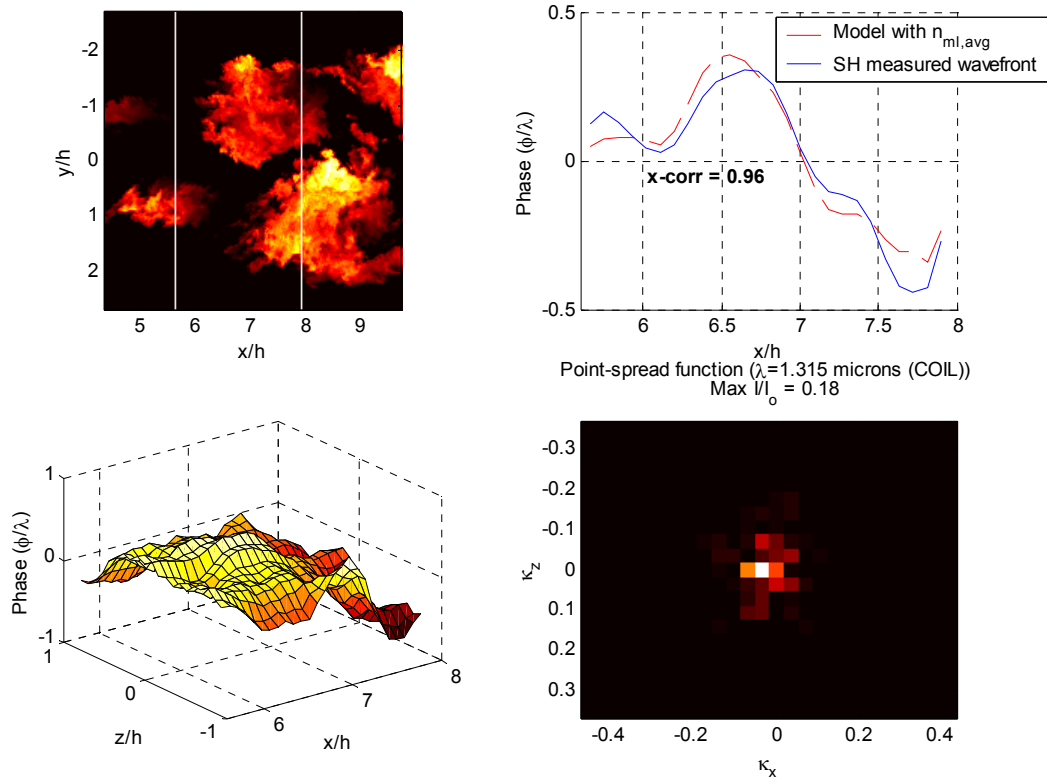 -2
-1
0
1
2
y/h
5 6 7 8 9
x/h
0.5
0
-0.5
Phase (ϕ/λ)
Model with n_ml,avg
SH measured wavefront
x-corr = 0.96
6 6.5 7 7.5 8
x/h
1
0
-1
Phase (ϕ/λ)
1
0
-1
z/h
6
7
8
x/h
Point-spread function (λ=1.315 microns (COIL))
Max I/I_o = 0.18
-0.3
-0.2
-0.1
0
0.1
0.2
0.3
κ_z
-0.4 -0.2 0 0.2 0.4
κ_x